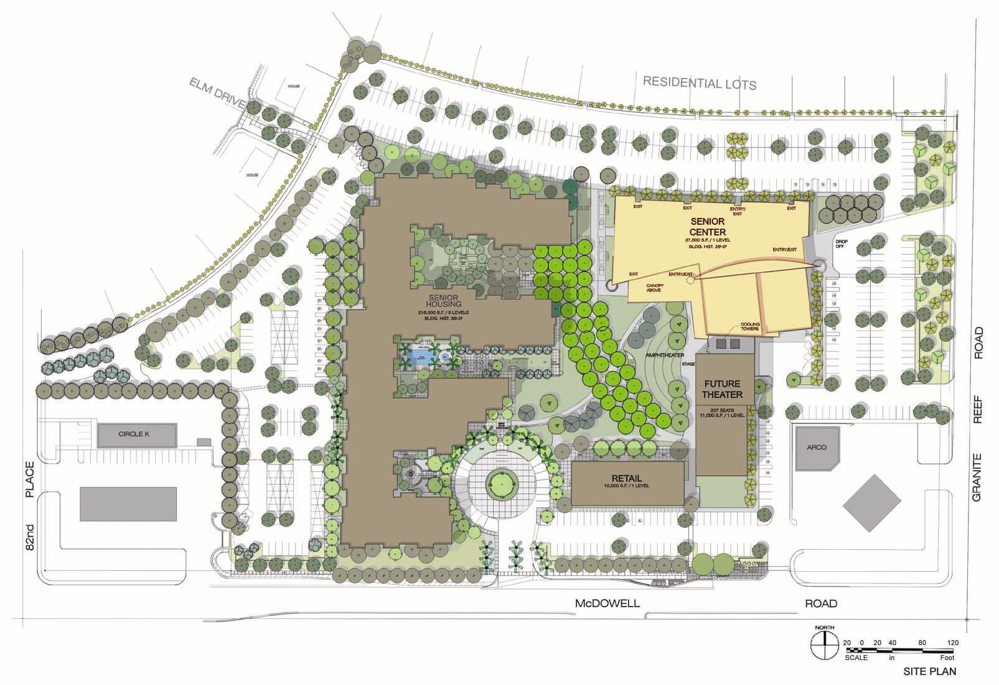 RESIDENTIAL LOTS
ELM DRIVE
HOUSE
HOUSE
EXIT
EXIT
ENTRY/
EXIT
EXIT
SENIOR
CENTER
37,500 S.F. / 1 LEVEL
BLDG. HGT. 28'-0"
DROP
OFF
ENTRY/EXIT
EXIT
ENTRY/EXIT
CANOPY
ABOVE
SENIOR
HOUSING
216,000 S.F. / 3 LEVELS
BLDG. HGT. 36'-0"
COOLING
TOWERS
AMPHITHEATER
STAGE
FUTURE
THEATER
207 SEATS
11,000 S.F. / 1 LEVEL
CIRCLE K
ARCO
RETAIL
10,000 S.F. / 1 LEVEL
82nd PLACE
GRANITE REEF ROAD
McDOWELL ROAD
NORTH
20 0 20 40 80 120
SCALE in Foot
SITE PLAN